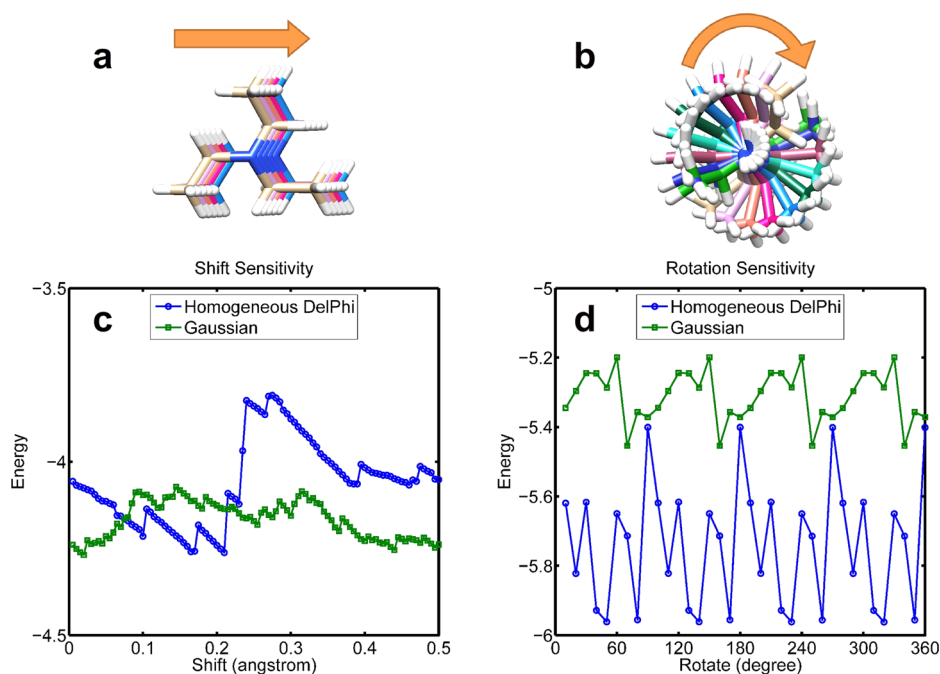 a
b
Shift Sensitivity
−3.5
Homogeneous DelPhi
Gaussian
c
Energy
−4
−4.5
0
0.1
0.2
0.3
0.4
0.5
Shift (angstrom)
Rotation Sensitivity
−5
Homogeneous DelPhi
Gaussian
d
−5.2
Energy
−5.4
−5.6
−5.8
−6
0
60
120
180
240
300
360
Rotate (degree)